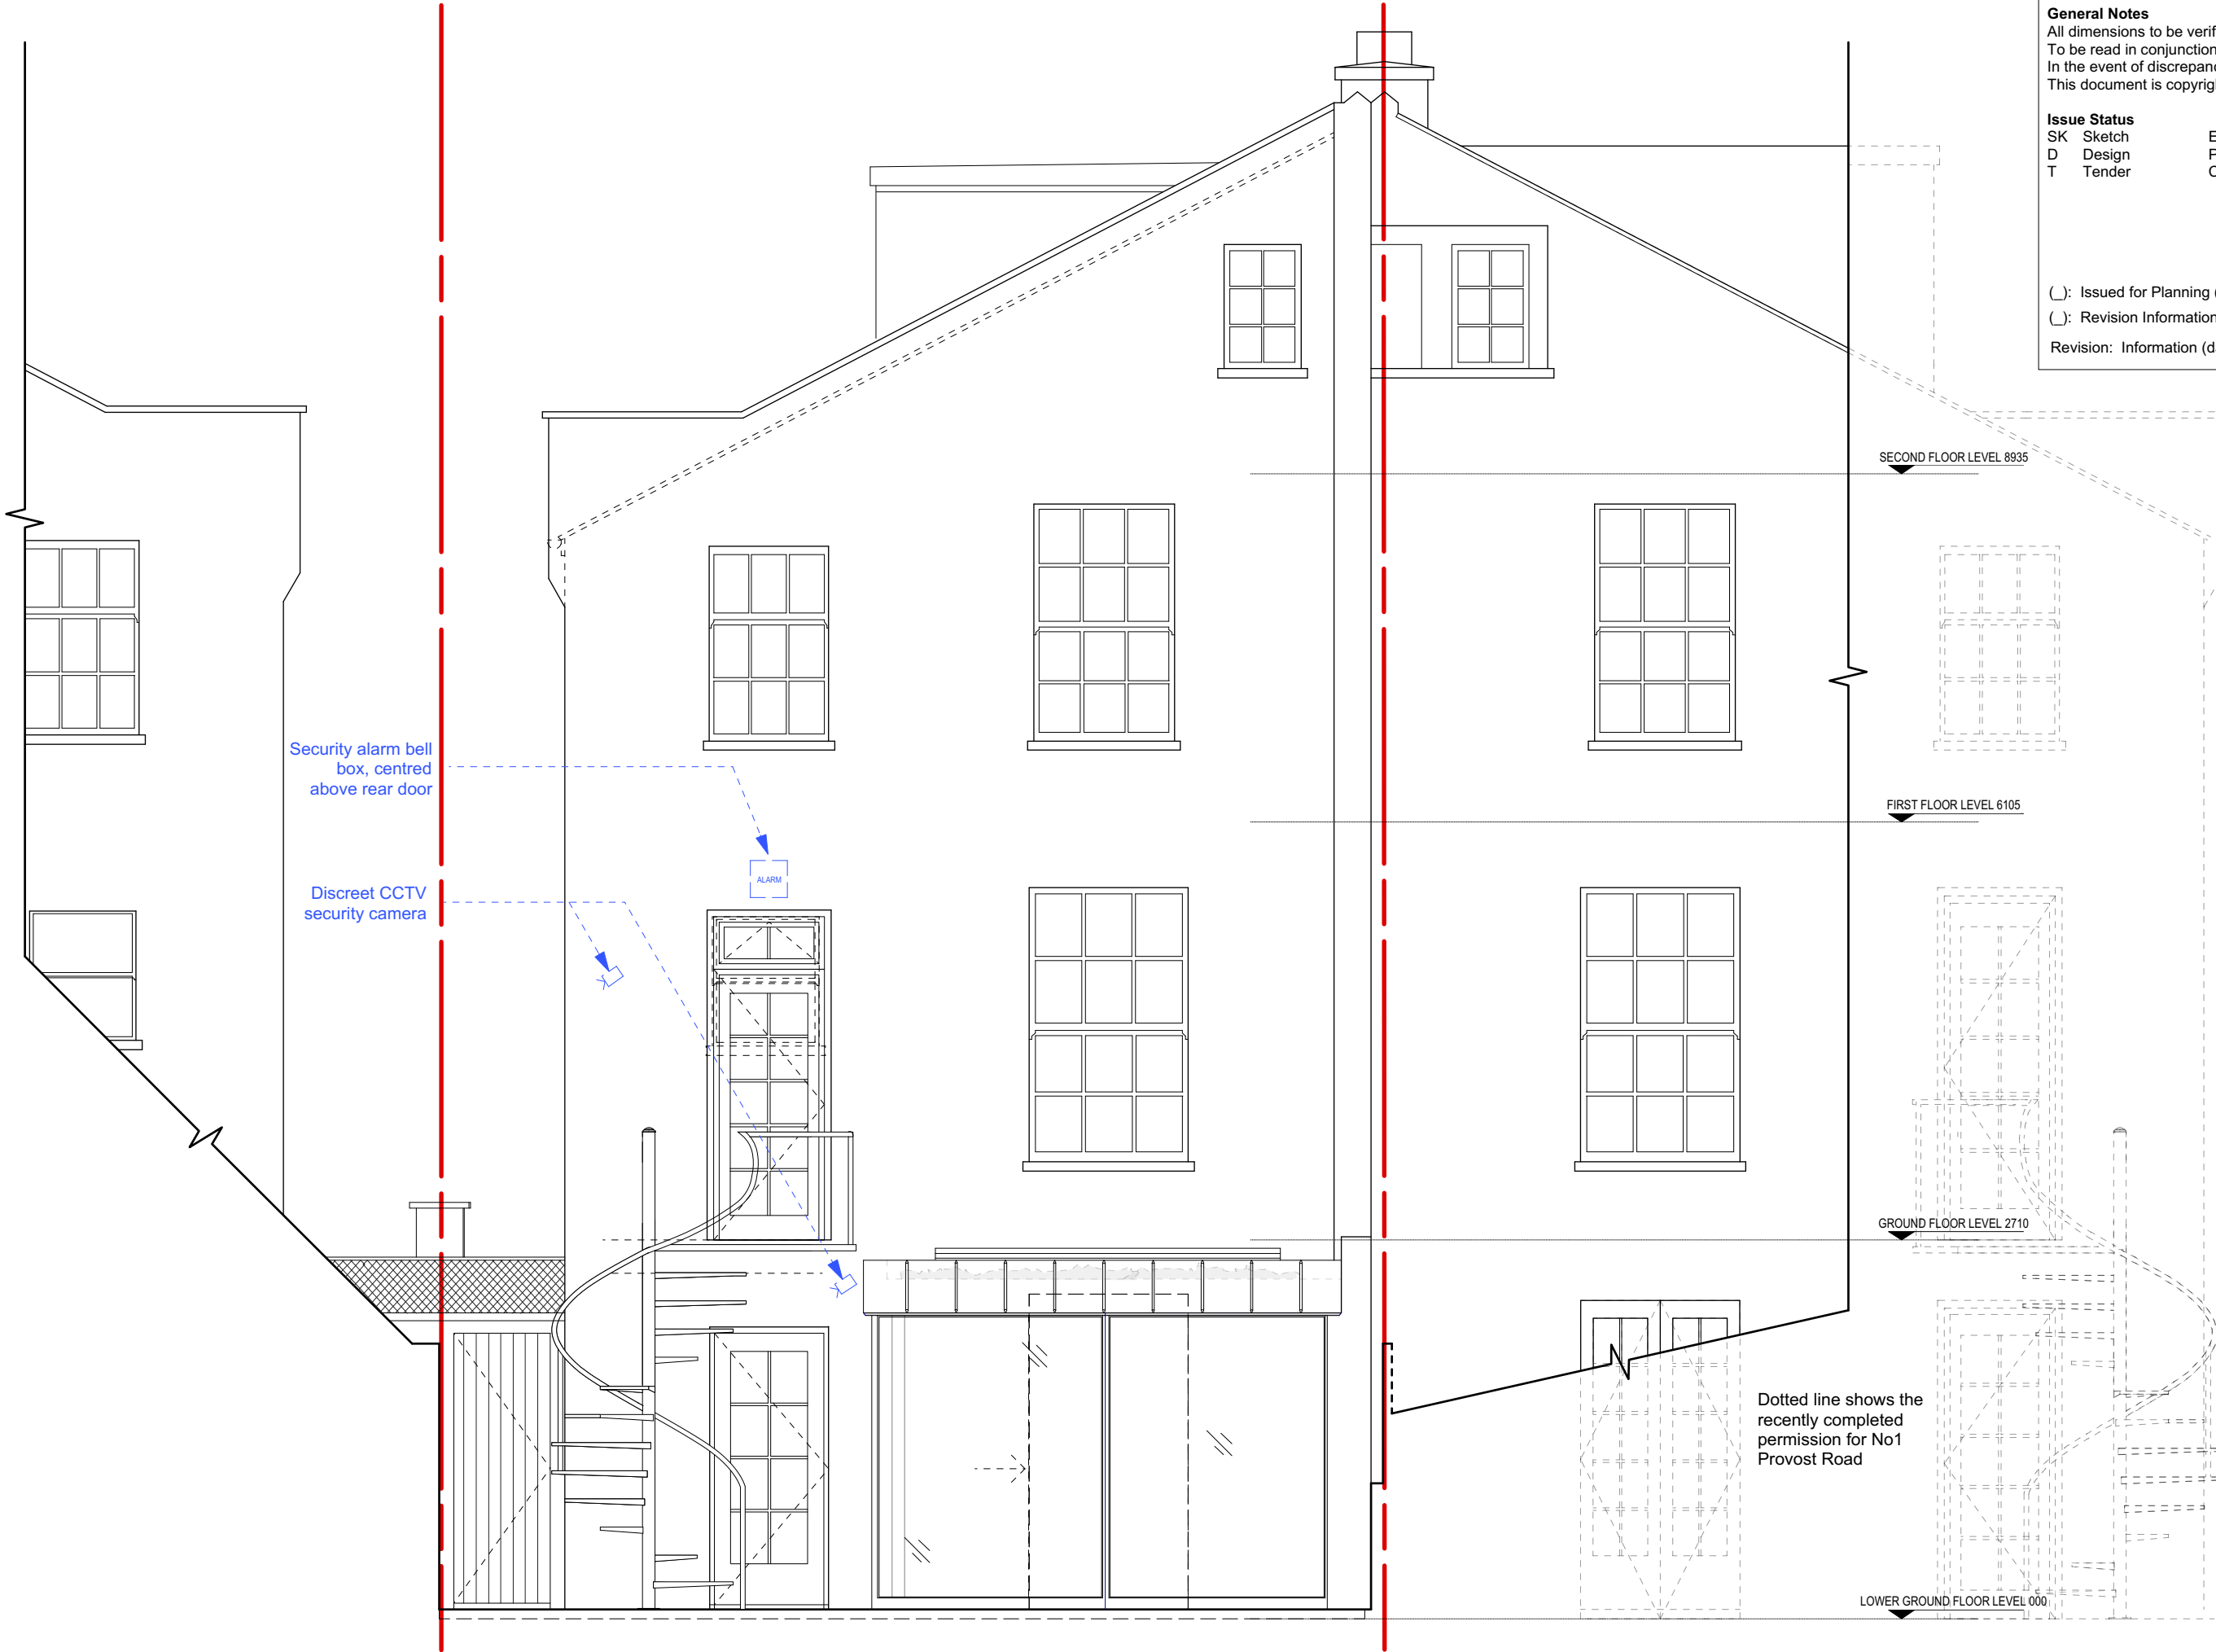 General Notes
All dimensions to be
To be read in conjunction
In the event of
This document is
Issue Status
SK Sketch
D Design
T Tender
(_): Issued for Planning (
(_): Revision Information
Revision: Information (
SECOND FLOOR LEVEL 8935
Security alarm bell
box, centred
above rear door
FIRST FLOOR LEVEL 6105
ALARM
Discreet CCTV
security camera
GROUND FLOOR LEVEL 2710
Dotted line shows the
recently completed
permission for No1
Provost Road
LOWER GROUND FLOOR LEVEL 000